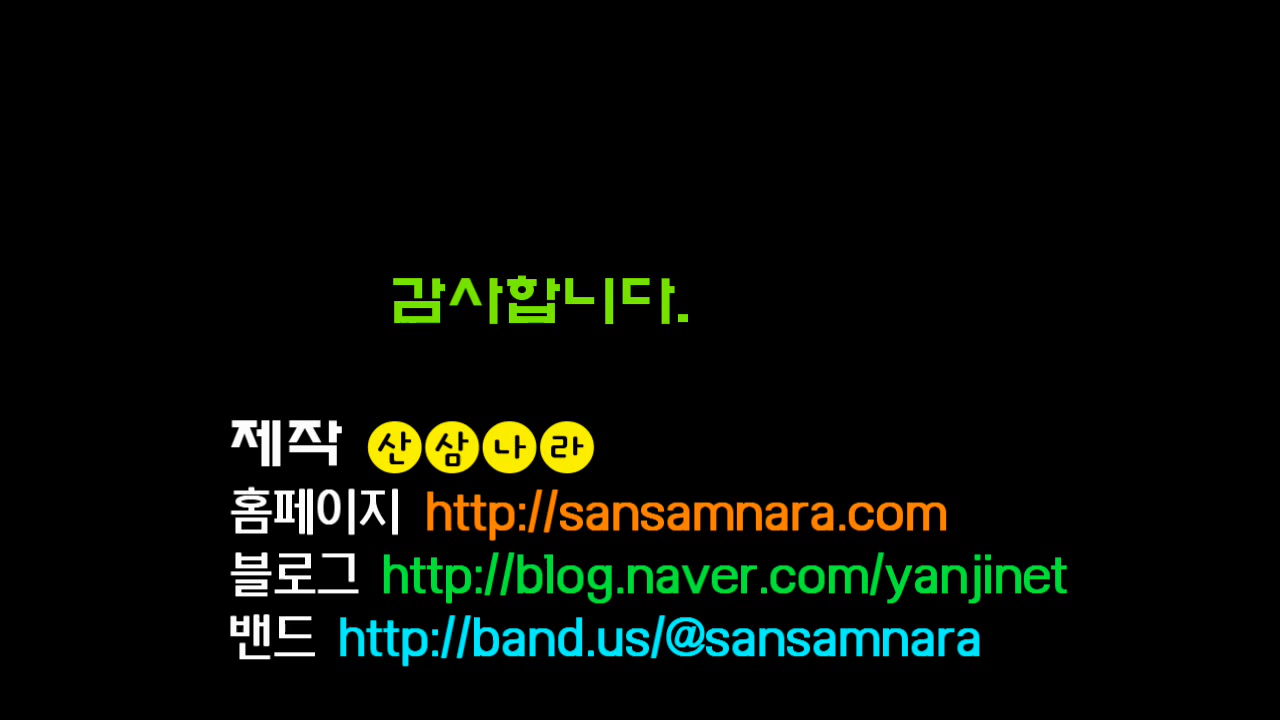 감사합니다.
제작 산삼나라
홈페이지 http://sansamnara.com
블로그 http://blog.naver.com/yanjinet
밴드 http://band.us/@sansamnara